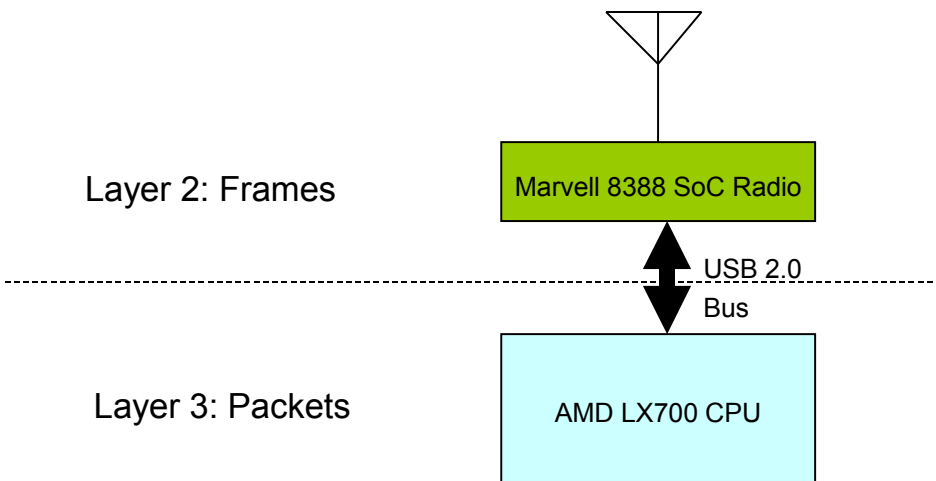 Layer 2: Frames
Marvell 8388 SoC Radio
USB 2.0
Bus
Layer 3: Packets
AMD LX700 CPU